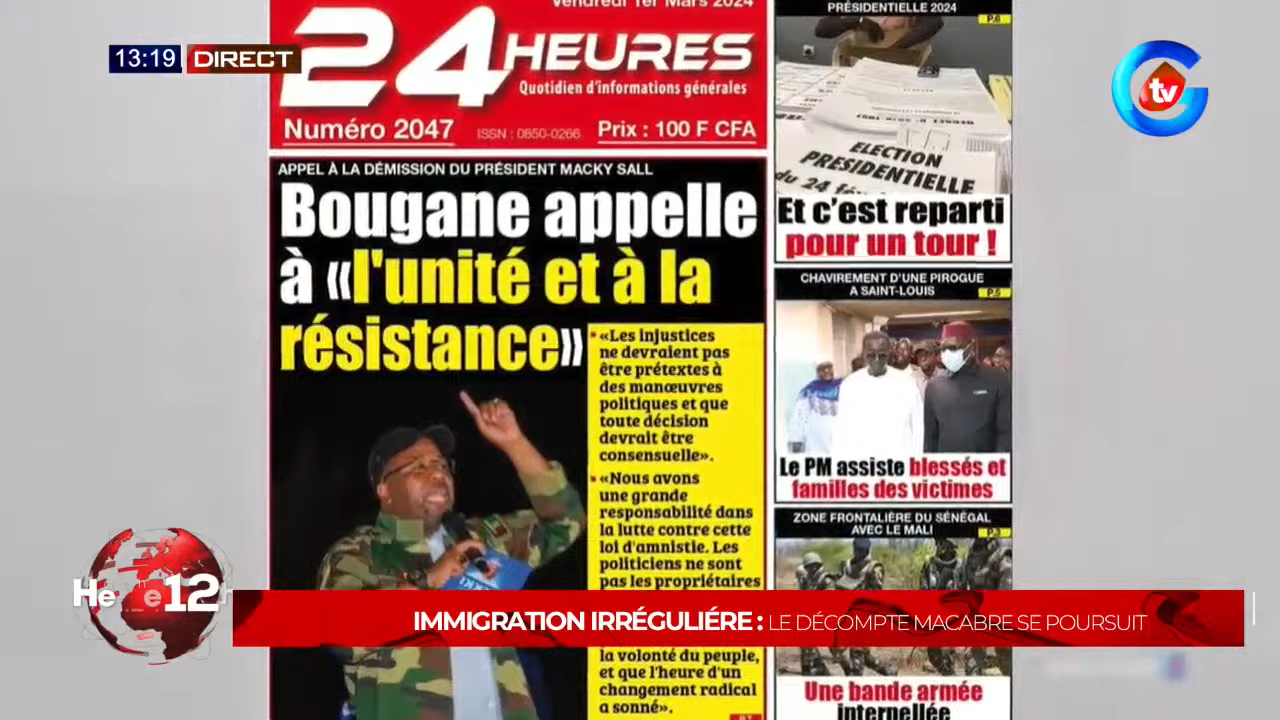 13:19 DIRECT
Vendredi 1er Mars 2024
24 HEURES
Quotidien d'informations générales
Numéro 2047
ISSN : 0850-0266
Prix : 100 F CFA
APPEL À LA DÉMISSION DU PRÉSIDENT MACKY SALL
Bougane appelle
à «l'unité et à la
résistance»
«Les injustices
ne devraient pas
être prétextes à
des manœuvres
politiques et que
toute décision
devrait être
consensuelle».
«Nous avons
une grande
responsabilité dans
la lutte contre cette
loi d'amnistie. Les
politiciens ne sont
pas les propriétaires
la volonté du peuple,
et que l'heure d'un
changement radical
a sonné».
PRÉSIDENTIELLE 2024
P.6
ELECTION
PRESIDENTIELLE
du 24
Et c'est reparti
pour un tour !
CHAVIREMENT D'UNE PIROGUE
A SAINT-LOUIS
P.5
Le PM assiste blessés et
familles des victimes
ZONE FRONTALIÈRE DU SÉNÉGAL
AVEC LE MALI
P.3
Une bande armée
internellée
tv
12
IMMIGRATION IRRÉGULIÉRE : LE DÉCOMPTE MACABRE SE POURSUIT